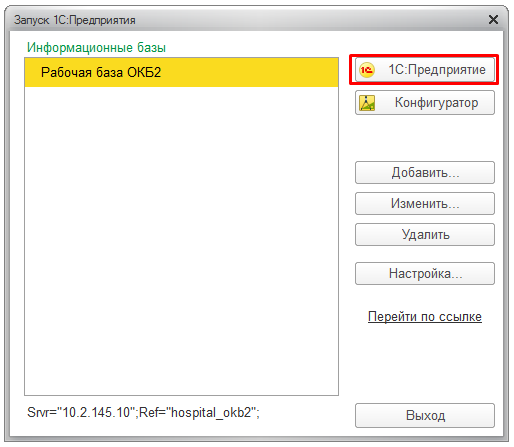 Запуск 1С:Предприятия
Информационные базы
Рабочая база ОКБ2
1С:Предприятие
Конфигуратор
Добавить...
Изменить...
Удалить
Настройка...
Перейти по ссылке
Srvr="10.2.145.10";Ref="hospital_okb2";
Выход